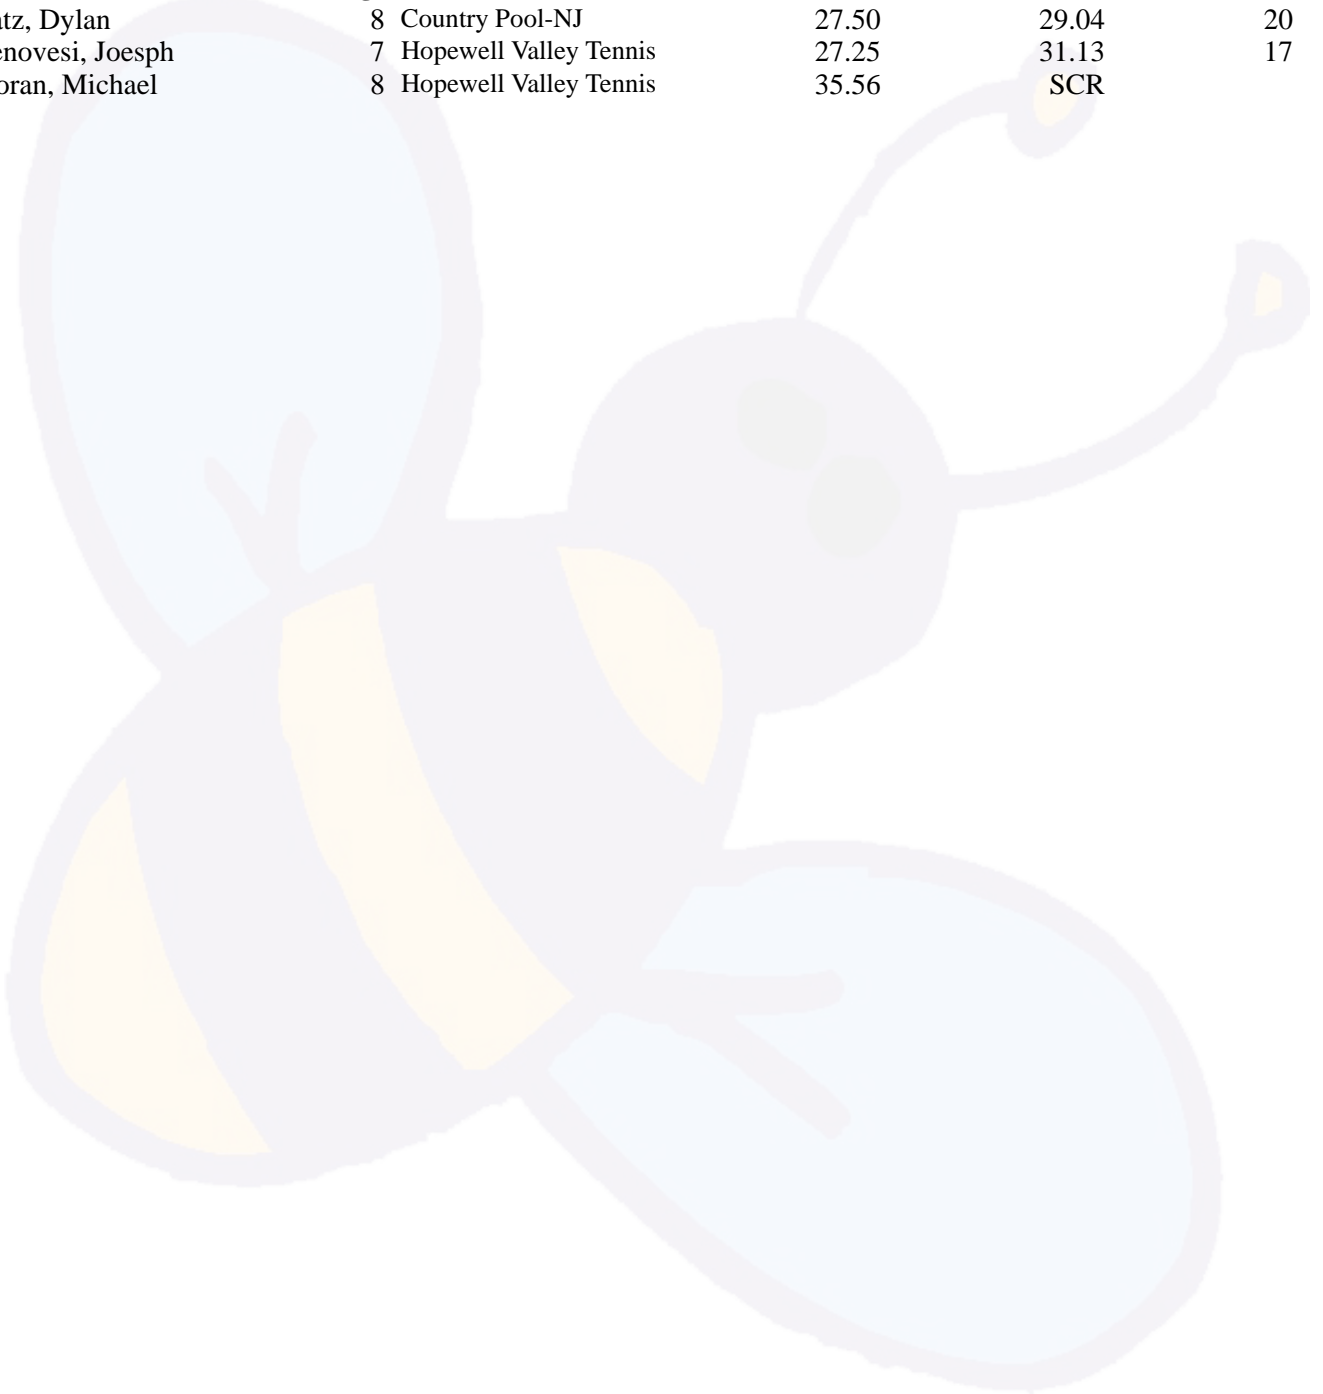 atz, Dylan 8 Country Pool-NJ 27.50 29.04 20
enovesi, Joesph 7 Hopewell Valley Tennis 27.25 31.13 17
oran, Michael 8 Hopewell Valley Tennis 35.56 SCR